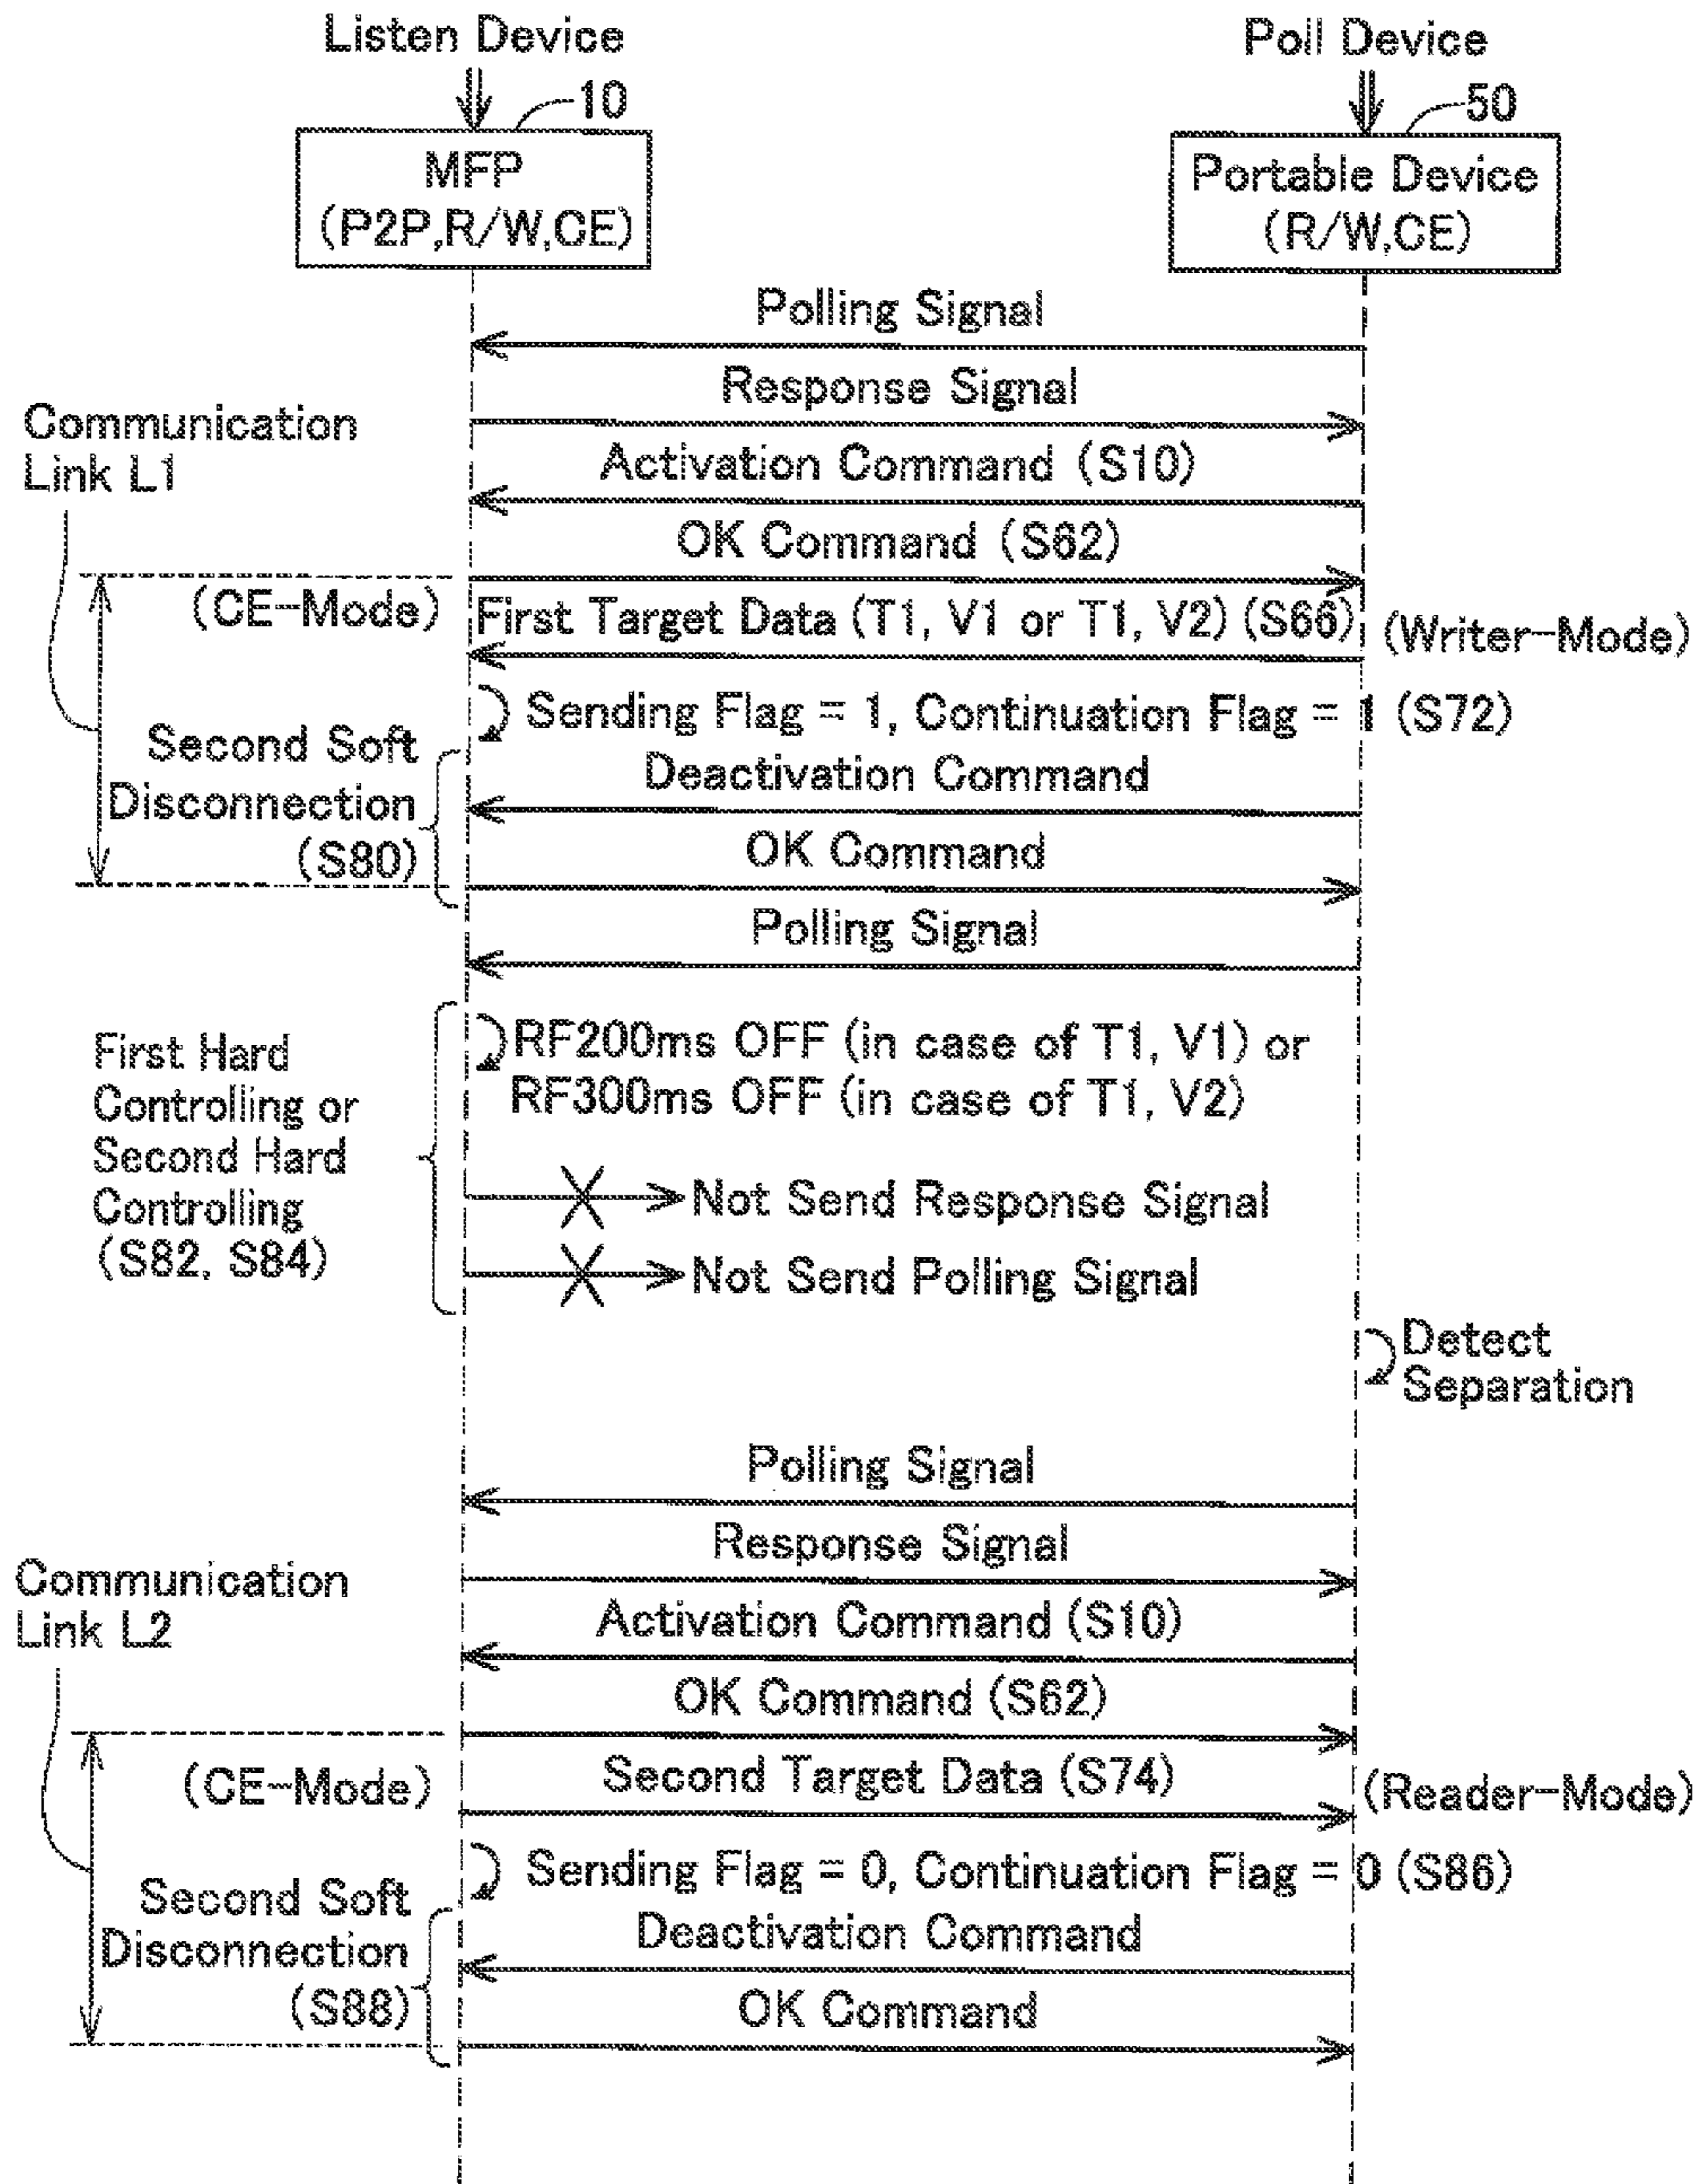 Listen Device
Poll Device
10
50
MFP
(P2P,R/W,CE)
Portable Device
(R/W,CE)
Polling Signal
Response Signal
Communication
Link L1
Activation Command (S10)
OK Command (S62)
(CE-Mode)
First Target Data (T1, V1 or T1, V2) (S66)
(Writer-Mode)
Sending Flag = 1, Continuation Flag = 1 (S72)
Second Soft
Disconnection
(S80)
Deactivation Command
OK Command
Polling Signal
First Hard
Controlling or
Second Hard
Controlling
(S82, S84)
RF200ms OFF (in case of T1, V1) or
RF300ms OFF (in case of T1, V2)
Not Send Response Signal
Not Send Polling Signal
Detect
Separation
Polling Signal
Response Signal
Communication
Link L2
Activation Command (S10)
OK Command (S62)
(CE-Mode)
Second Target Data (S74)
(Reader-Mode)
Sending Flag = 0, Continuation Flag = 0 (S86)
Second Soft
Disconnection
(S88)
Deactivation Command
OK Command